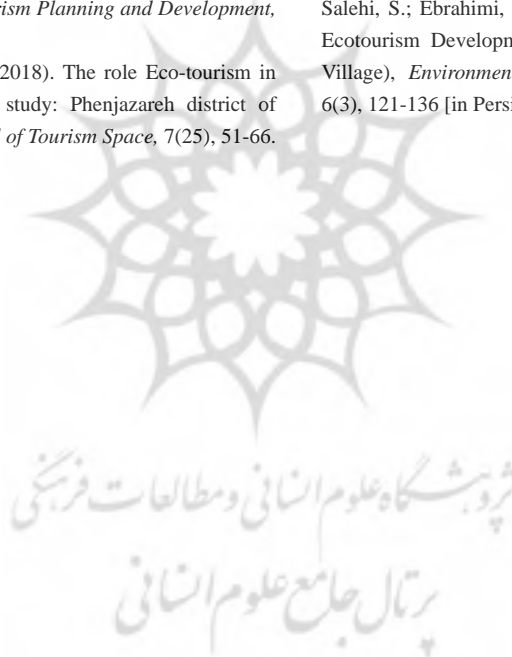 rism Planning and Development,
2018). The role Eco-tourism in
study: Phenjazareh district of
l of Tourism Space, 7(25), 51-66.
Salehi, S.; Ebrahimi,
Ecotourism Developm
Village), Environmen
6(3), 121-136 [in Persi
پژوهشگاه علوم انسانی و مطالعات فرهنگی
پرتال جامع علوم انسانی